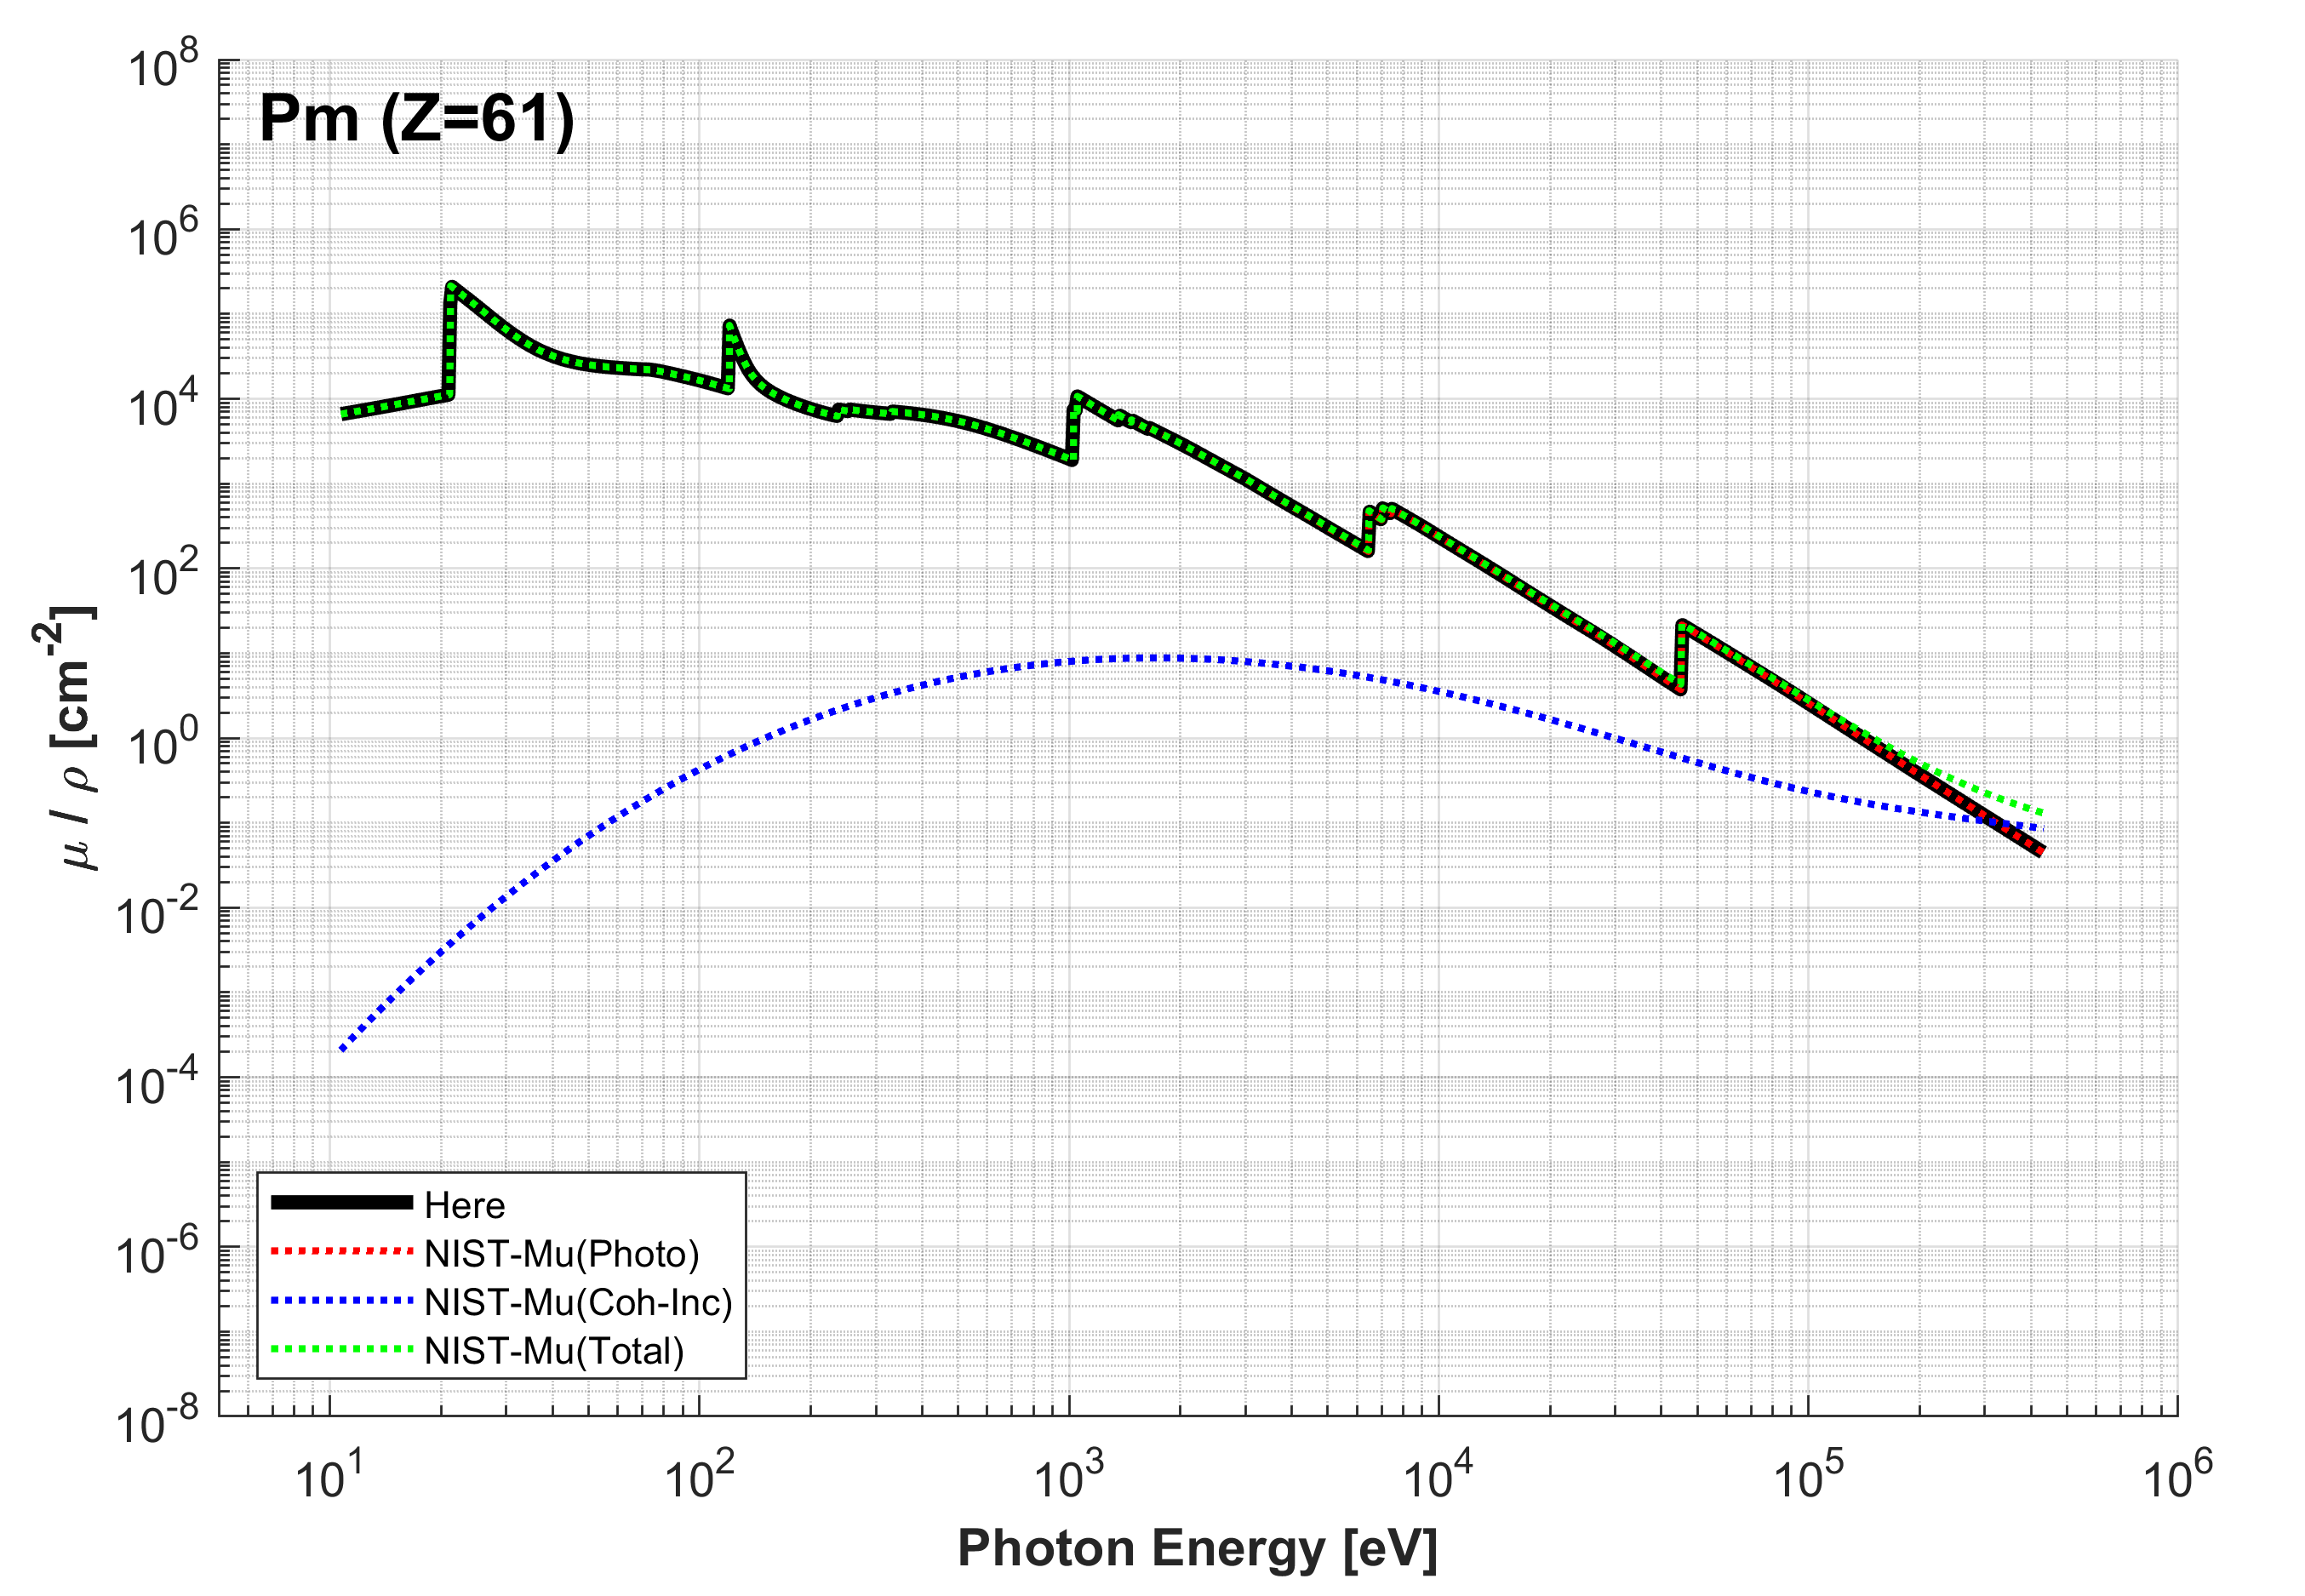 Pm (Z=61)
10^8
10^6
10^4
10^2
10^0
10^-2
10^-4
10^-6
10^-8
μ / ρ [cm^-2]
Here
NIST-Mu(Photo)
NIST-Mu(Coh-Inc)
NIST-Mu(Total)
10^1 10^2 10^3 10^4 10^5 10^6
Photon Energy [eV]